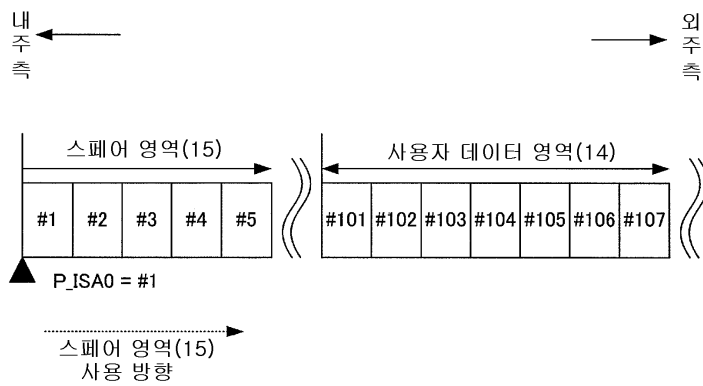 내주측
외주측
스페어 영역(15)
사용자 데이터 영역(14)
#1 #2 #3 #4 #5 #101 #102 #103 #104 #105 #106 #107
P_ISA0 = #1
스페어 영역(15)
사용 방향